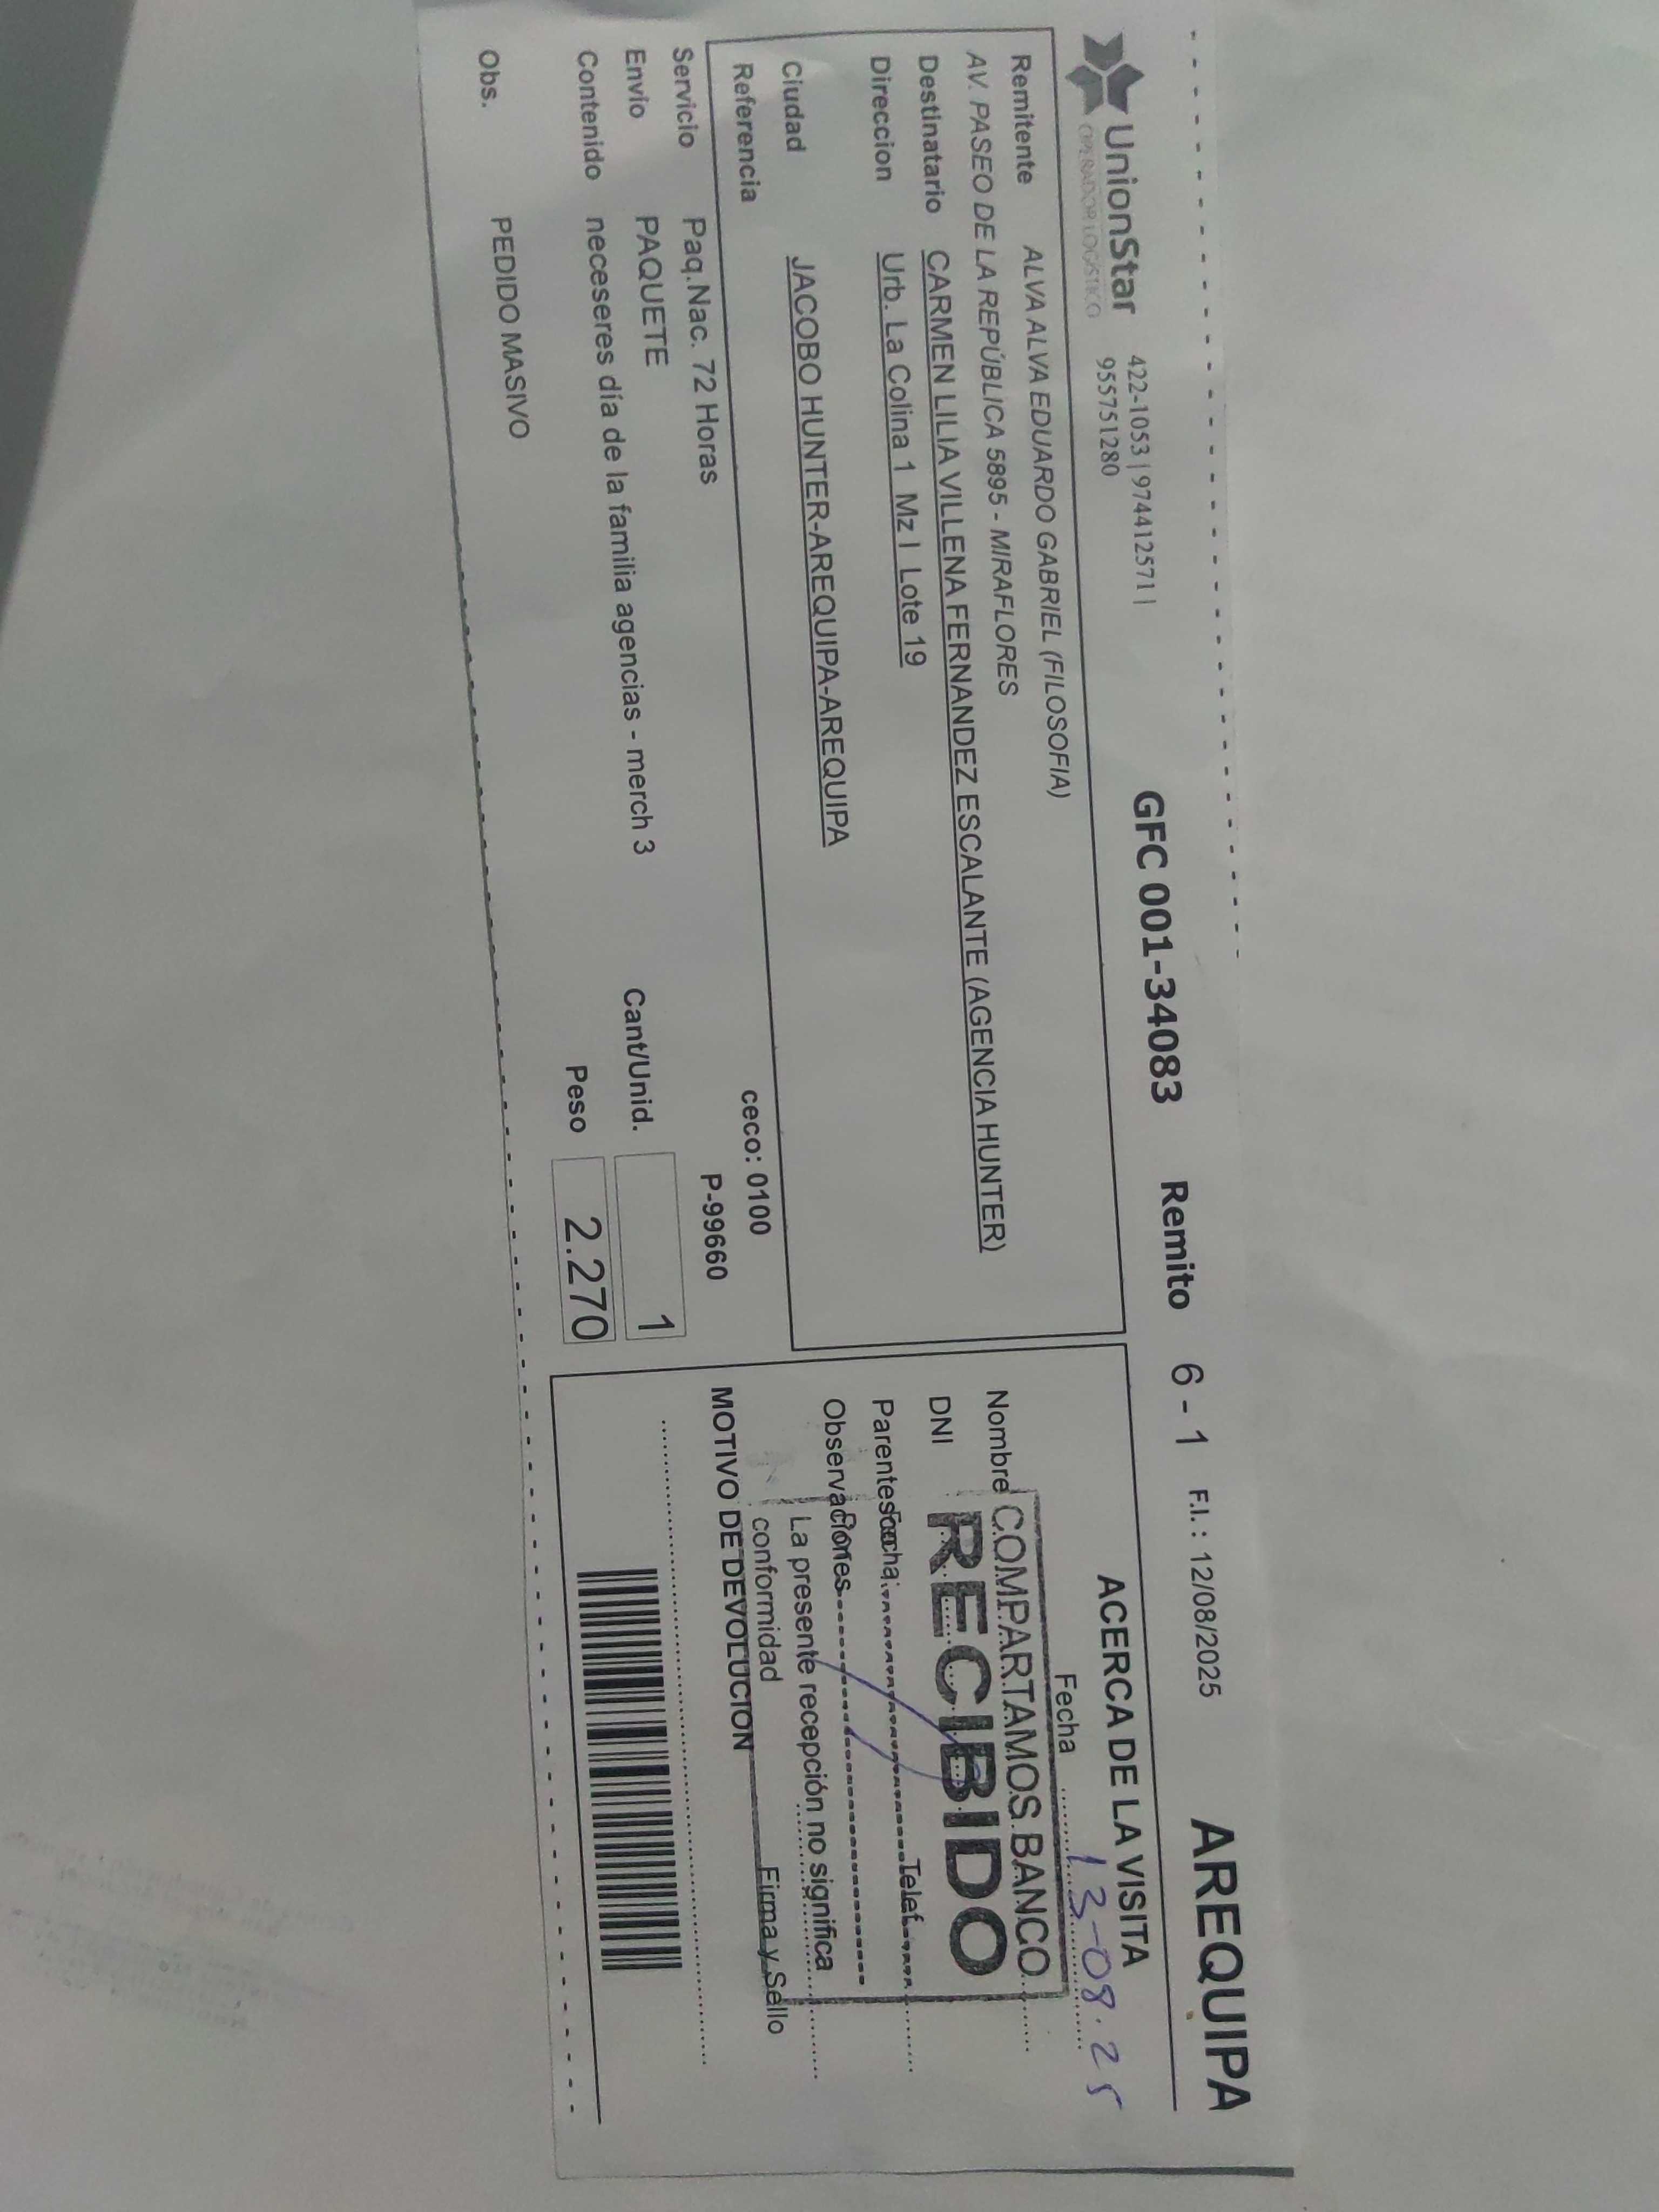 UnionStar
OPERADOR LOGÍSTICO
422-1053 | 974412571 |
955751280
GFC 001-34083 Remito 6 - 1 F.I. : 12/08/2025 AREQUIPA
Remitente ALVA ALVA EDUARDO GABRIEL (FILOSOFIA)
AV. PASEO DE LA REPÚBLICA 5895 - MIRAFLORES
Destinatario CARMEN LILIA VILLENA FERNANDEZ ESCALANTE (AGENCIA HUNTER)
Direccion Urb. La Colina 1 Mz I Lote 19
Ciudad JACOBO HUNTER-AREQUIPA-AREQUIPA
Referencia
ceco: 0100
Servicio Paq.Nac. 72 Horas P-99660
Envio PAQUETE Cant/Unid. 1
Contenido neceseres día de la familia agencias - merch 3 Peso 2.270
Obs. PEDIDO MASIVO
ACERCA DE LA VISITA
Fecha 13-08.25
Nombre COMPARTAMOS BANCO
DNI RECIBIDO
Parentesco Fecha: Telef.
Observaciones
La presente recepción no significa
conformidad Firma y Sello
MOTIVO DE DEVOLUCION